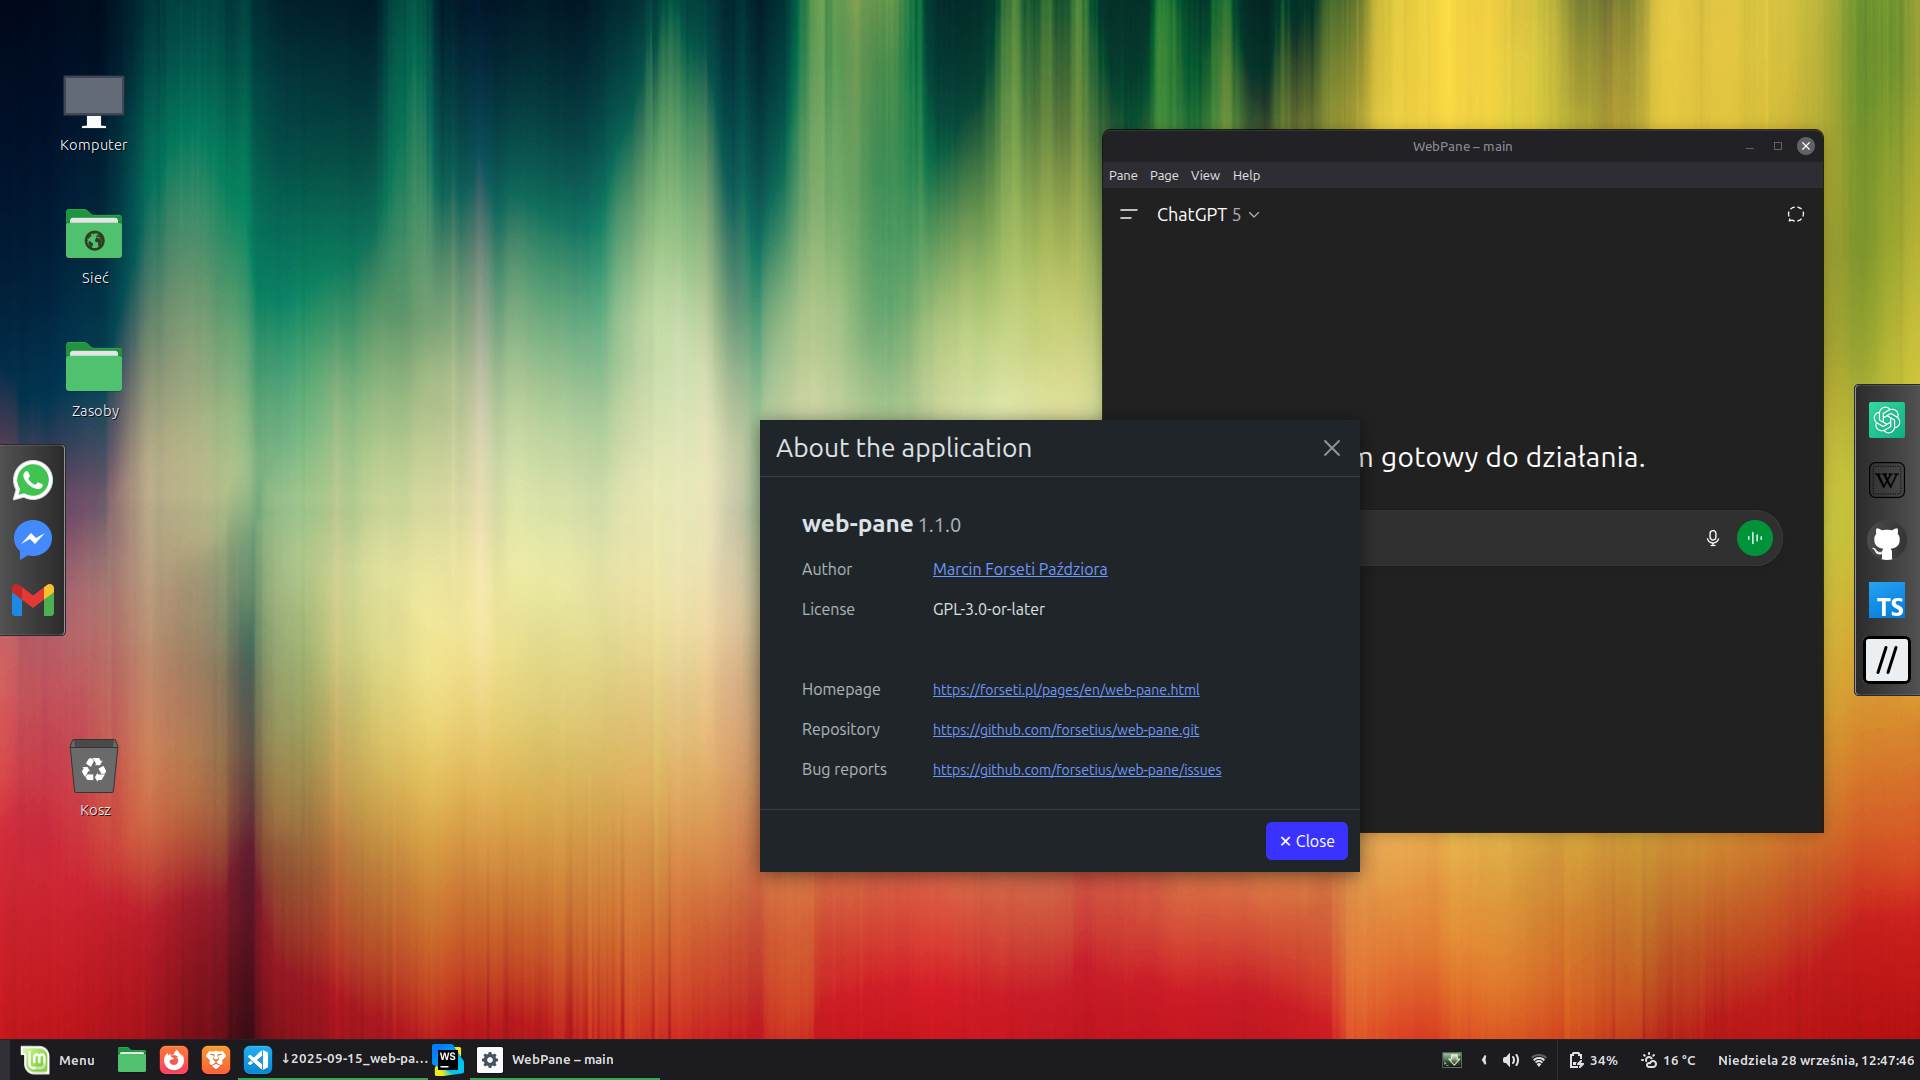 Komputer
Sieć
Zasoby
Kosz
WebPane – main
Pane Page View Help
ChatGPT 5
gotowy do działania.
About the application
web-pane 1.1.0
Author Marcin Forseti Paździora
License GPL-3.0-or-later
Homepage https://forseti.pl/pages/en/web-pane.html
Repository https://github.com/forsetius/web-pane.git
Bug reports https://github.com/forsetius/web-pane/issues
✕ Close
W
TS
//
Menu
↓2025-09-15_web-pa...
WS
WebPane – main
34%
16 °C
Niedziela 28 września, 12:47:46